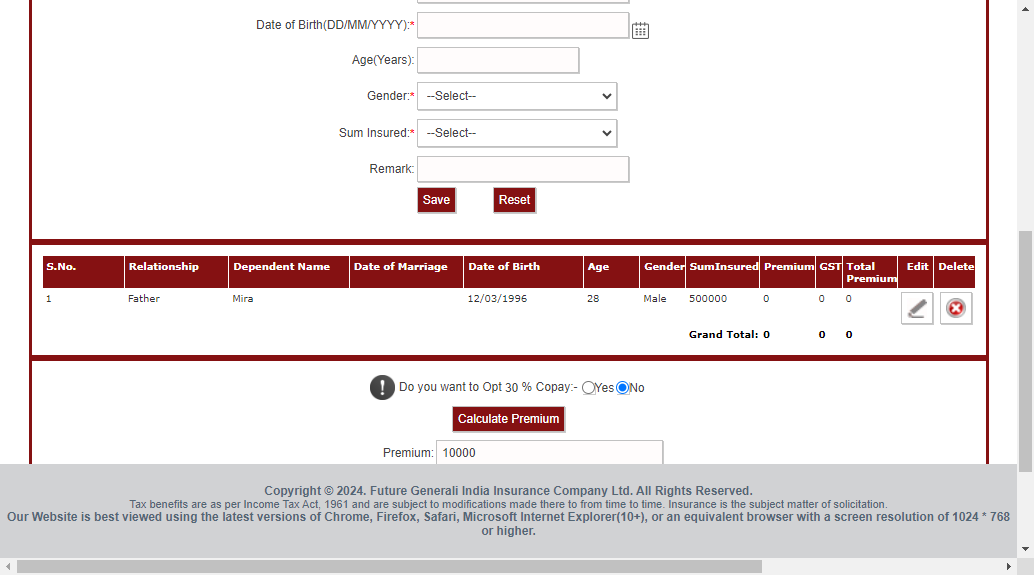 Date of Birth(DD/MM/YYYY):*
Age(Years):
Gender:* --Select--
Sum Insured:* --Select--
Remark:
Save Reset
S.No. Relationship Dependent Name Date of Marriage Date of Birth Age Gender SumInsured Premium GST Total Premium Edit Delete
1 Father Mira 12/03/1996 28 Male 500000 0 0 0
Grand Total: 0 0 0
! Do you want to Opt 30 % Copay:- Yes No
Calculate Premium
Premium: 10000
Copyright © 2024. Future Generali India Insurance Company Ltd. All Rights Reserved.
Tax benefits are as per Income Tax Act, 1961 and are subject to modifications made there to from time to time. Insurance is the subject matter of solicitation.
Our Website is best viewed using the latest versions of Chrome, Firefox, Safari, Microsoft Internet Explorer(10+), or an equivalent browser with a screen resolution of 1024 * 768
or higher.